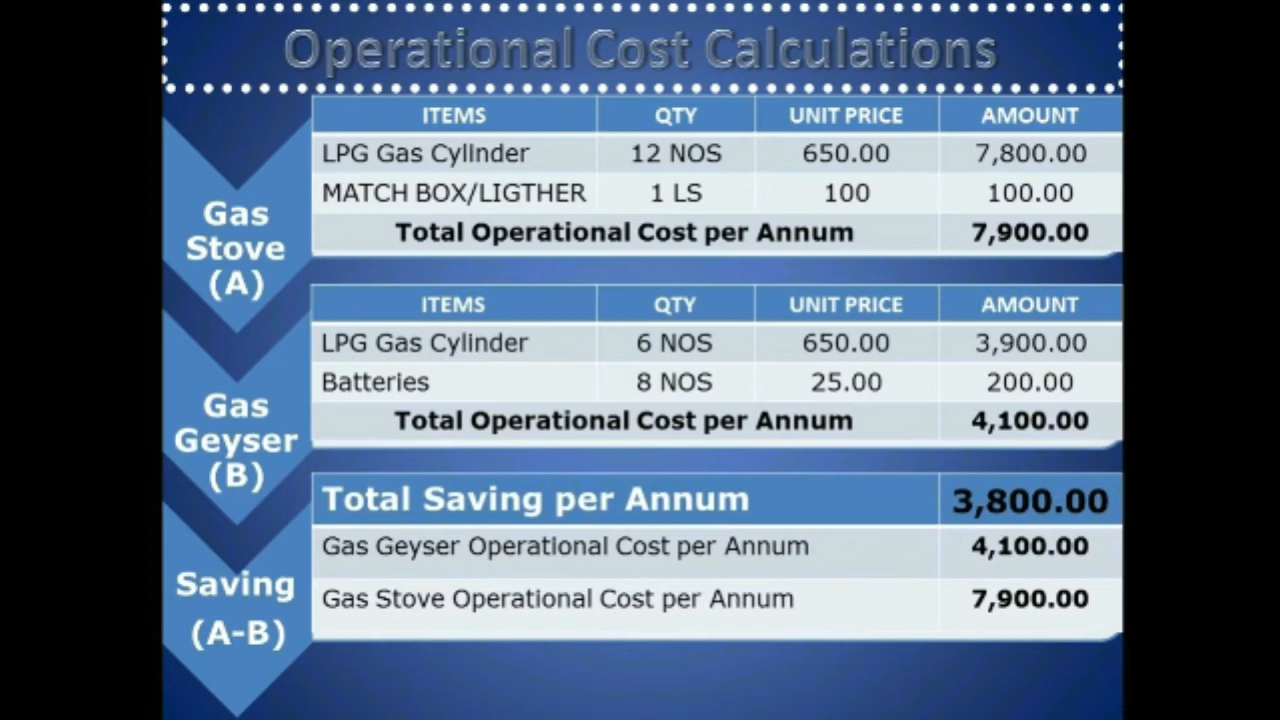 Operational Cost Calculations
ITEMS QTY UNIT PRICE AMOUNT
LPG Gas Cylinder 12 NOS 650.00 7,800.00
MATCH BOX/LIGTHER 1 LS 100 100.00
Total Operational Cost per Annum 7,900.00
Gas
Stove
(A)
ITEMS QTY UNIT PRICE AMOUNT
LPG Gas Cylinder 6 NOS 650.00 3,900.00
Batteries 8 NOS 25.00 200.00
Total Operational Cost per Annum 4,100.00
Gas
Geyser
(B)
Total Saving per Annum 3,800.00
Gas Geyser Operational Cost per Annum 4,100.00
Gas Stove Operational Cost per Annum 7,900.00
Saving
(A-B)